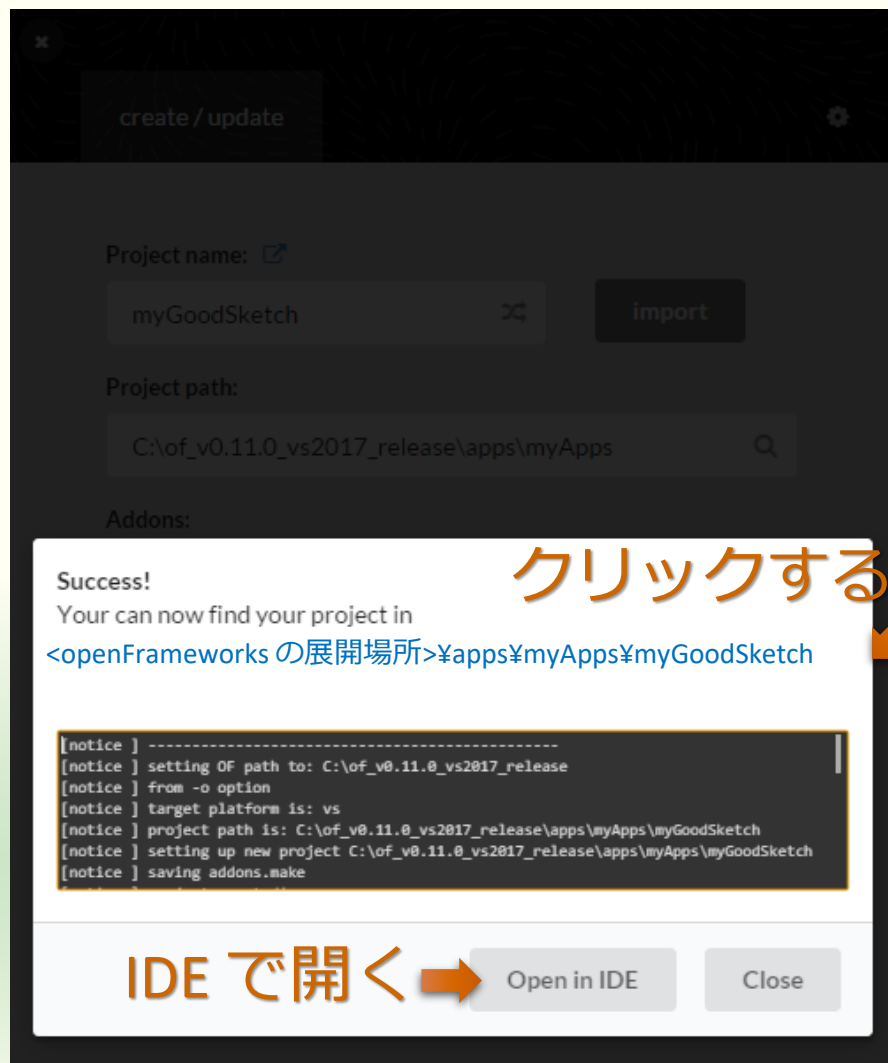 create / update
Project name:
myGoodSketch
import
Project path:
C:\of_v0.11.0_vs2017_release\apps\myApps
Addons:
クリックする
Success!
Your can now find your project in
<openFrameworks の展開場所>¥apps¥myApps¥myGoodSketch
[notice ] -----------------------------------------------
[notice ] setting OF path to: C:\of_v0.11.0_vs2017_release
[notice ] from -o option
[notice ] target platform is: vs
[notice ] project path is: C:\of_v0.11.0_vs2017_release\apps\myApps\myGoodSketch
[notice ] setting up new project C:\of_v0.11.0_vs2017_release\apps\myApps\myGoodSketch
[notice ] saving addons.make
IDE で開く
Open in IDE
Close